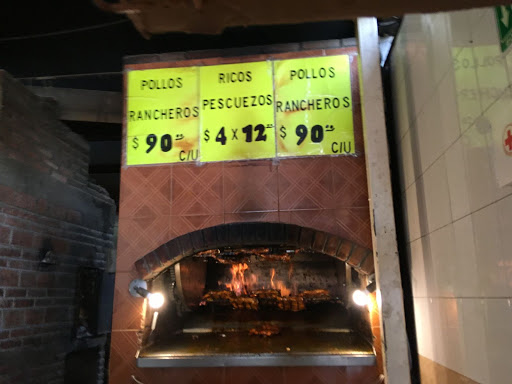 POLLOS
RANCHEROS
$ 90.00
C/U
RICOS
PESCUEZOS
$ 4 x 12.00
POLLOS
RANCHEROS
$ 90.00
C/U